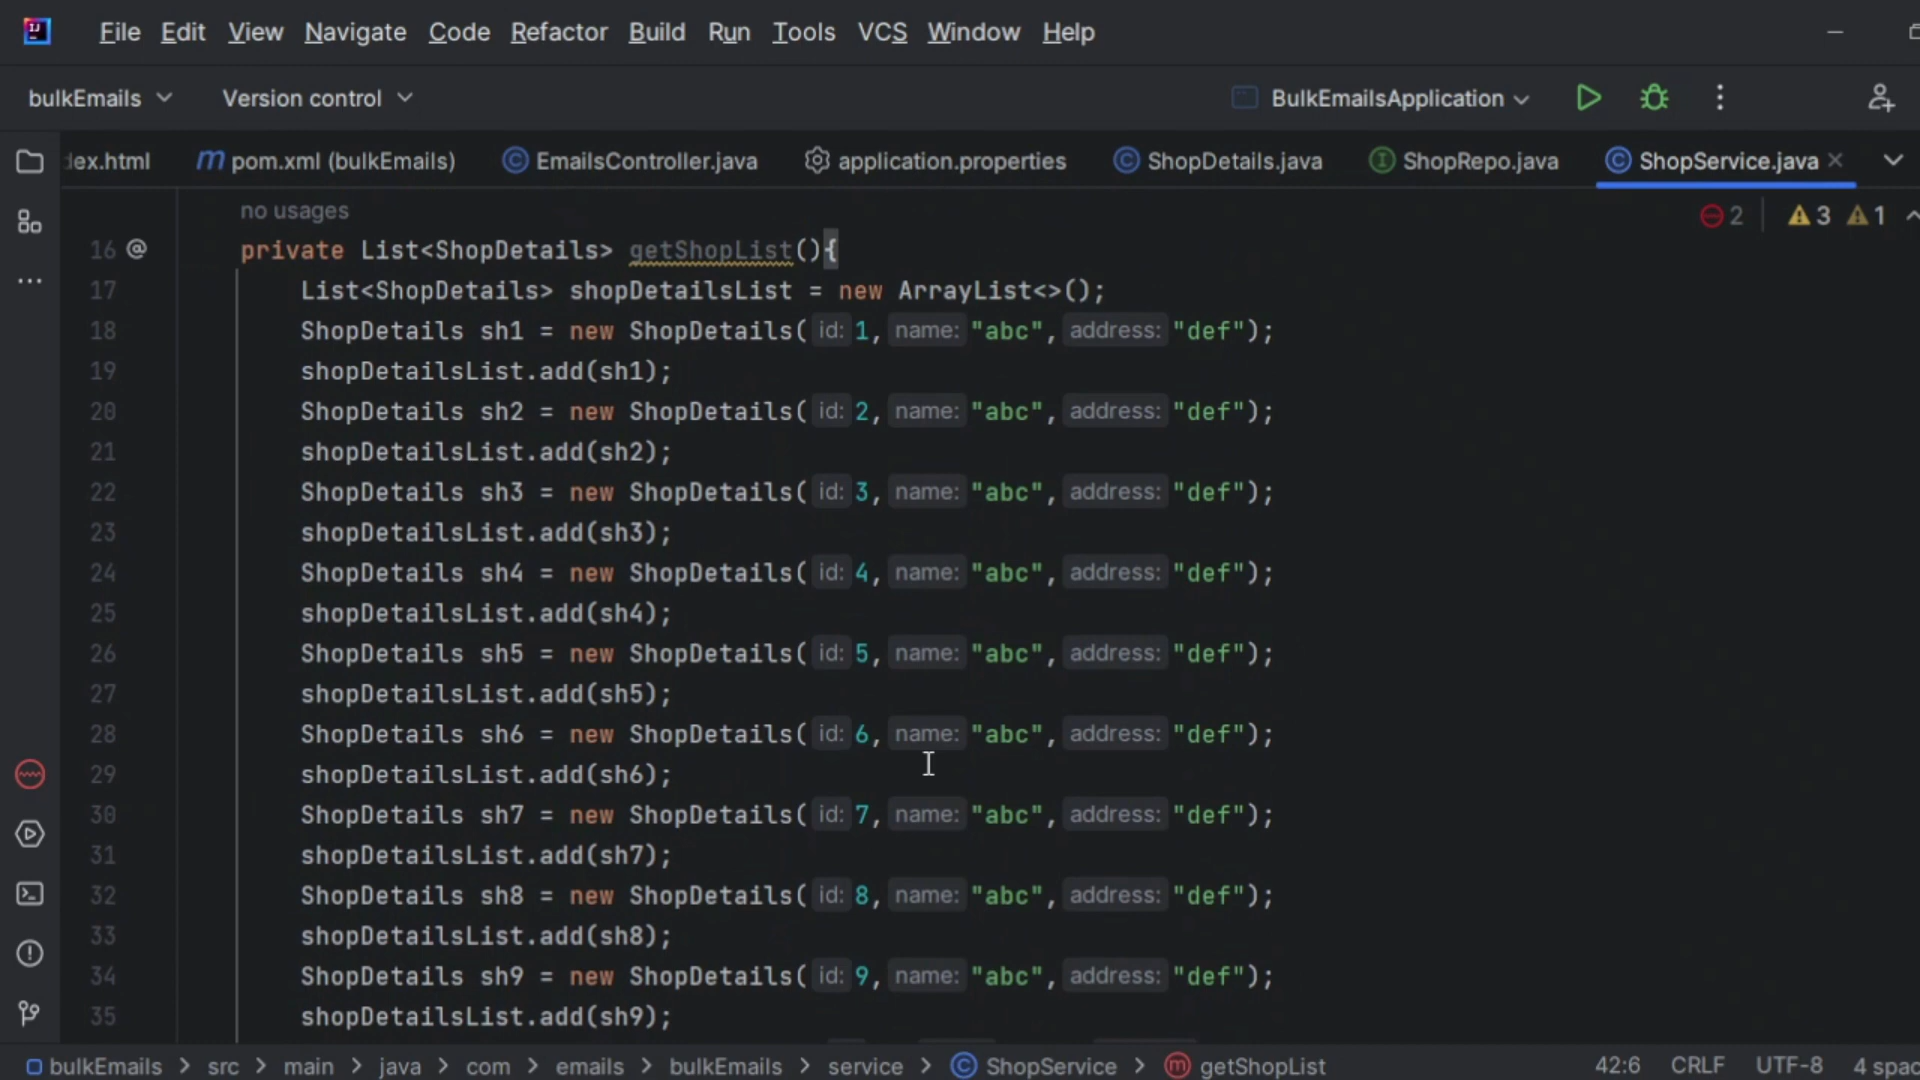 File Edit View Navigate Code Refactor Build Run Tools VCS Window Help
bulkEmails Version control BulkEmailsApplication
dex.html pom.xml (bulkEmails) EmailsController.java application.properties ShopDetails.java ShopRepo.java ShopService.java
no usages 2 3 1
16 @ private List<ShopDetails> getShopList(){
17 List<ShopDetails> shopDetailsList = new ArrayList<>();
18 ShopDetails sh1 = new ShopDetails( id: 1, name: "abc", address: "def");
19 shopDetailsList.add(sh1);
20 ShopDetails sh2 = new ShopDetails( id: 2, name: "abc", address: "def");
21 shopDetailsList.add(sh2);
22 ShopDetails sh3 = new ShopDetails( id: 3, name: "abc", address: "def");
23 shopDetailsList.add(sh3);
24 ShopDetails sh4 = new ShopDetails( id: 4, name: "abc", address: "def");
25 shopDetailsList.add(sh4);
26 ShopDetails sh5 = new ShopDetails( id: 5, name: "abc", address: "def");
27 shopDetailsList.add(sh5);
28 ShopDetails sh6 = new ShopDetails( id: 6, name: "abc", address: "def");
29 shopDetailsList.add(sh6);
30 ShopDetails sh7 = new ShopDetails( id: 7, name: "abc", address: "def");
31 shopDetailsList.add(sh7);
32 ShopDetails sh8 = new ShopDetails( id: 8, name: "abc", address: "def");
33 shopDetailsList.add(sh8);
34 ShopDetails sh9 = new ShopDetails( id: 9, name: "abc", address: "def");
35 shopDetailsList.add(sh9);
bulkEmails > src > main > java > com > emails > bulkEmails > service > ShopService > getShopList 42:6 CRLF UTF-8 4 spac